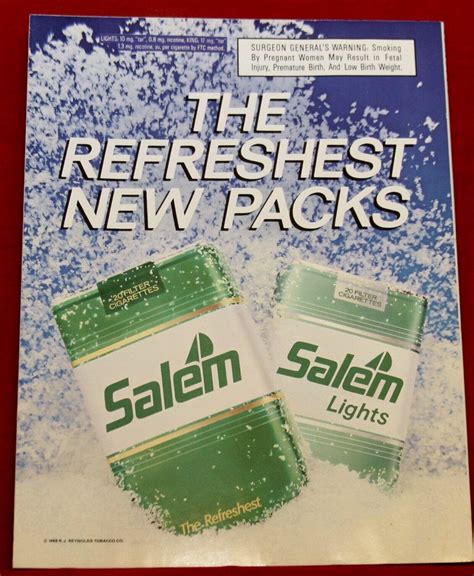 LIGHTS: 10 mg. "tar", 0.8 mg. nicotine, KING: 17 mg. "tar"
1.3 mg. nicotine, av. per cigarette by FTC method.
SURGEON GENERAL'S WARNING: Smoking
By Pregnant Women May Result in Fetal
Injury, Premature Birth, And Low Birth Weight.
THE
REFRESHEST
NEW PACKS
20 FILTER
CIGARETTES
Salem
The Refreshest
20 FILTER
CIGARETTES
Salem
Lights
R.J. REYNOLDS TOBACCO CO.